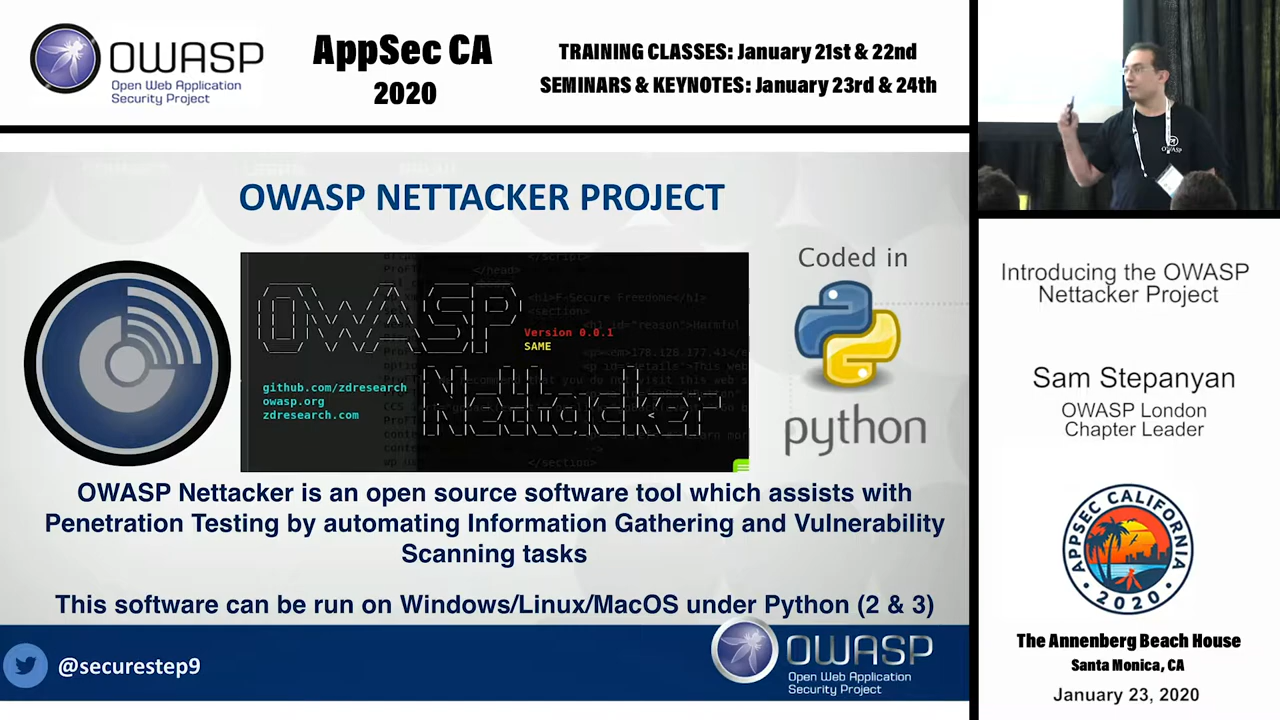 OWASP
Open Web Application
Security Project
AppSec CA
2020
TRAINING CLASSES: January 21st & 22nd
SEMINARS & KEYNOTES: January 23rd & 24th
OWASP
OWASP NETTACKER PROJECT
OWASP
Version 0.0.1
SAME
github.com/zdresearch
owasp.org
zdresearch.com
Nettacker
Coded in
python
OWASP Nettacker is an open source software tool which assists with
Penetration Testing by automating Information Gathering and Vulnerability
Scanning tasks
This software can be run on Windows/Linux/MacOS under Python (2 & 3)
@securestep9
OWASP
Open Web Application
Security Project
Introducing the OWASP
Nettacker Project
Sam Stepanyan
OWASP London
Chapter Leader
APPSEC CALIFORNIA
2020
The Annenberg Beach House
Santa Monica, CA
January 23, 2020